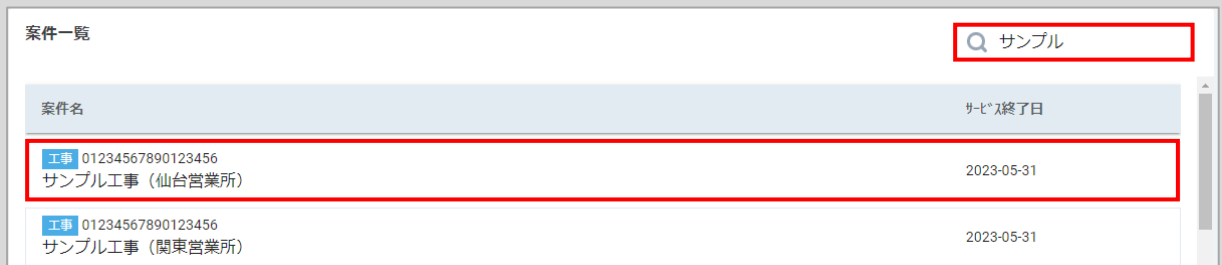 案件一覧
サンプル
案件名 ｻｰﾋﾞｽ終了日
工事 01234567890123456
サンプル工事（仙台営業所） 2023-05-31
工事 01234567890123456
サンプル工事（関東営業所） 2023-05-31